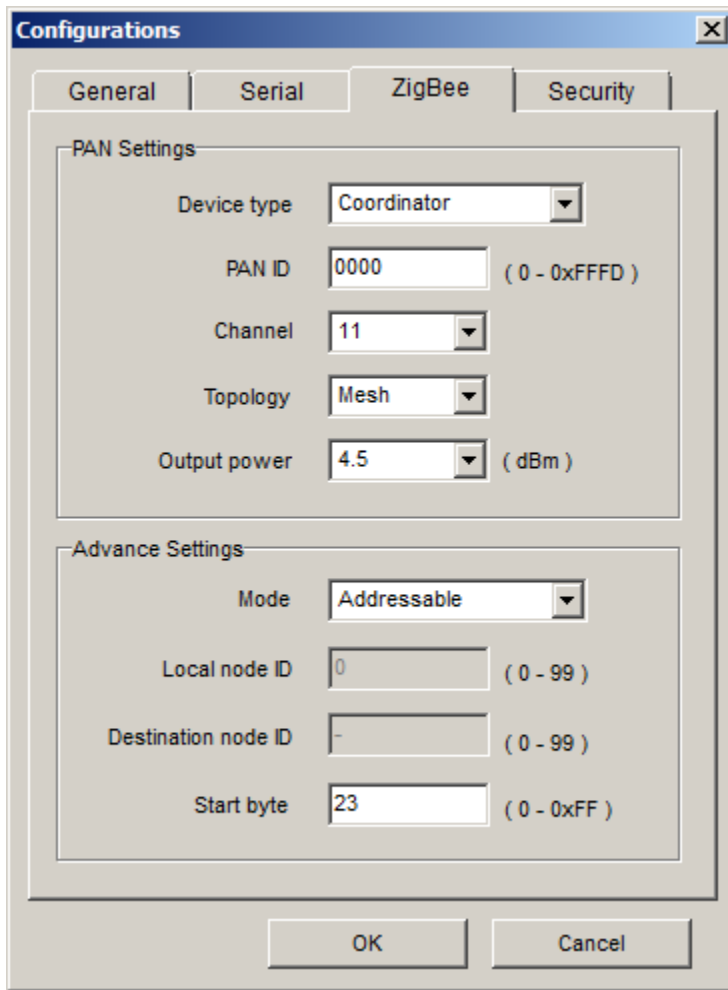 Configurations
General Serial ZigBee Security
PAN Settings
Device type Coordinator
PAN ID 0000 ( 0 - 0xFFFD )
Channel 11
Topology Mesh
Output power 4.5 ( dBm )
Advance Settings
Mode Addressable
Local node ID 0 ( 0 - 99 )
Destination node ID - ( 0 - 99 )
Start byte 23 ( 0 - 0xFF )
OK Cancel